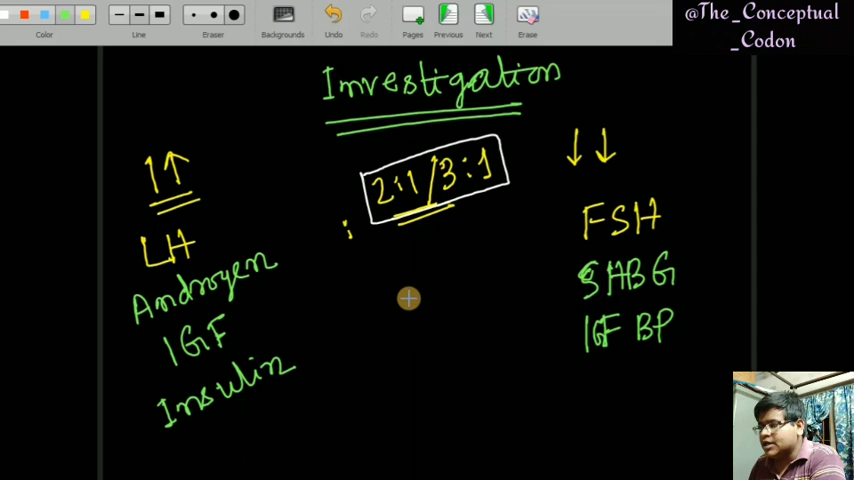 Color
Line
Eraser
Backgrounds
Undo
Redo
Pages
Previous
Next
Erase
@The_Conceptual
_Codon
Investigation
↑↑
2:1/3:1
↓↓
:
LH
FSH
Androgen
SHBG
IGF
IGF BP
Insulin